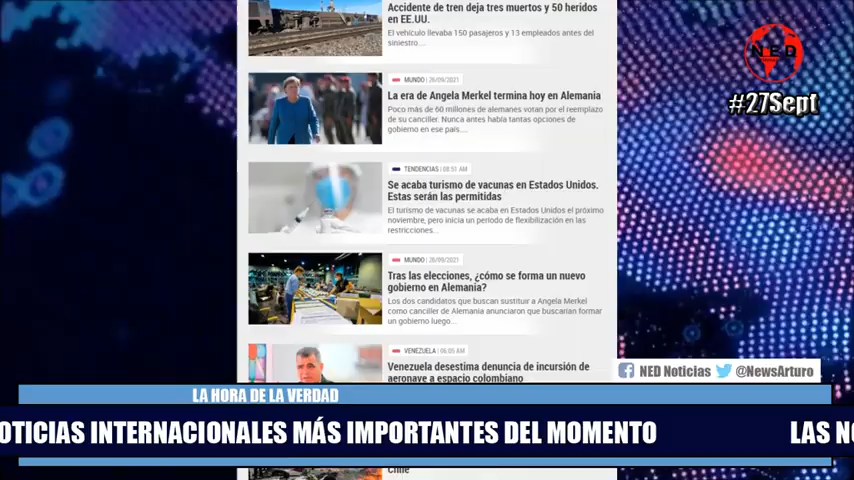 Accidente de tren deja tres muertos y 50 heridos
en EE.UU.
El vehículo llevaba 150 pasajeros y 13 empleados antes del
siniestro....
NED
#27Sept
MUNDO | 26/09/2021
La era de Angela Merkel termina hoy en Alemania
Poco más de 60 millones de alemanes votan por el reemplazo
de su canciller. Nunca antes había tantas opciones de
gobierno en ese país....
TENDENCIAS | 08:51 AM
Se acaba turismo de vacunas en Estados Unidos.
Estas serán las permitidas
El turismo de vacunas se acaba en Estados Unidos el próximo
noviembre, pero inicia un período de flexibilización en las
restricciones...
MUNDO | 26/09/2021
Tras las elecciones, ¿cómo se forma un nuevo
gobierno en Alemania?
Los dos candidatos que buscan sustituir a Angela Merkel
como canciller de Alemania anunciaron que buscarían formar
un gobierno luego...
VENEZUELA | 06:05 AM
Venezuela desestima denuncia de incursión de
aeronave a espacio colombiano
NED Noticias @NewsArturo
LA HORA DE LA VERDAD
OTICIAS INTERNACIONALES MÁS IMPORTANTES DEL MOMENTO LAS NO
Chile